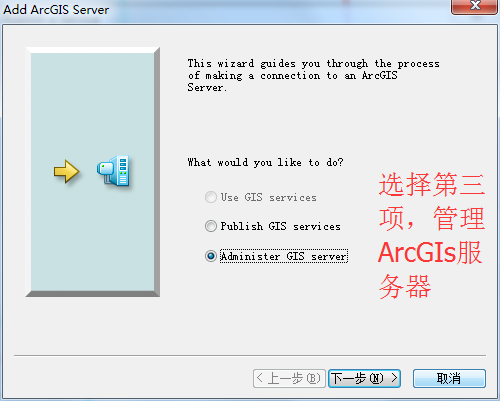 Add ArcGIS Server
This wizard guides you through the process
of making a connection to an ArcGIS
Server.
What would you like to do?
Use GIS services
Publish GIS services
Administer GIS server
选择第三
项，管理
ArcGIs服
务器
< 上一步(B)
下一步(N) >
取消